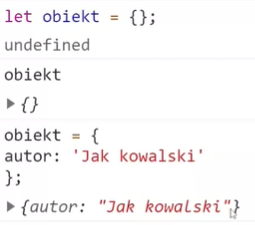 let obiekt = {};
undefined
obiekt
▶ {}
obiekt = {
autor: 'Jak kowalski'
};
▶ {autor: "Jak kowalski"}